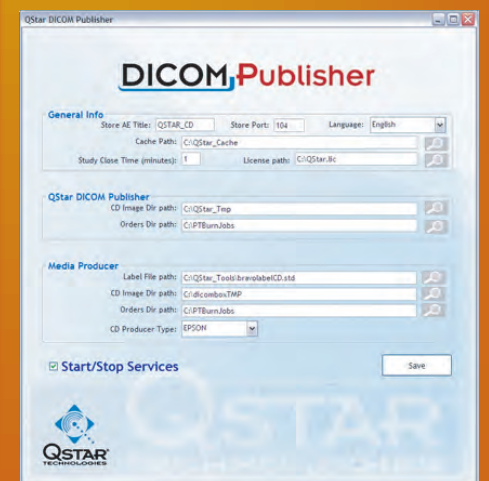 QStar DICOM Publisher
DICOM Publisher
General Info
Store AE Title: QSTAR_CD Store Port: 104 Language: English
Cache Path: C:\QStar_Cache
Study Close Time (minutes): 1 License path: C:\QStar.lic
QStar DICOM Publisher
CD Image Dir path: C:\QStar_Tmp
Orders Dir path: C:\PTBurnJobs
Media Producer
Label File path: C:\QStar_Tools\bravolabelCD.std
CD Image Dir path: C:\dicomboxTMP
Orders Dir path: C:\PTBurnJobs
CD Producer Type: EPSON
Start/Stop Services Save
QSTAR
QSTAR
TECHNOLOGIES